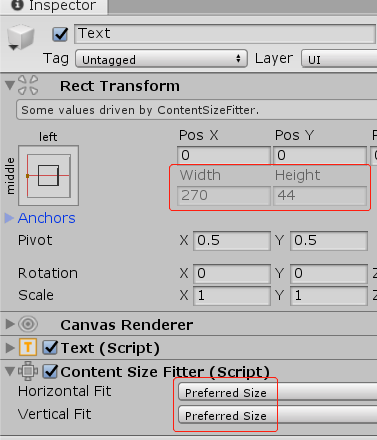 Inspector
Text
Tag Untagged Layer UI
Rect Transform
Some values driven by ContentSizeFitter.
left
middle
Pos X Pos Y
0 0
Width Height
270 44
Anchors
Pivot X 0.5 Y 0.5
Rotation X 0 Y 0 Z
Scale X 1 Y 1 Z
Canvas Renderer
T Text (Script)
Content Size Fitter (Script)
Horizontal Fit Preferred Size
Vertical Fit Preferred Size